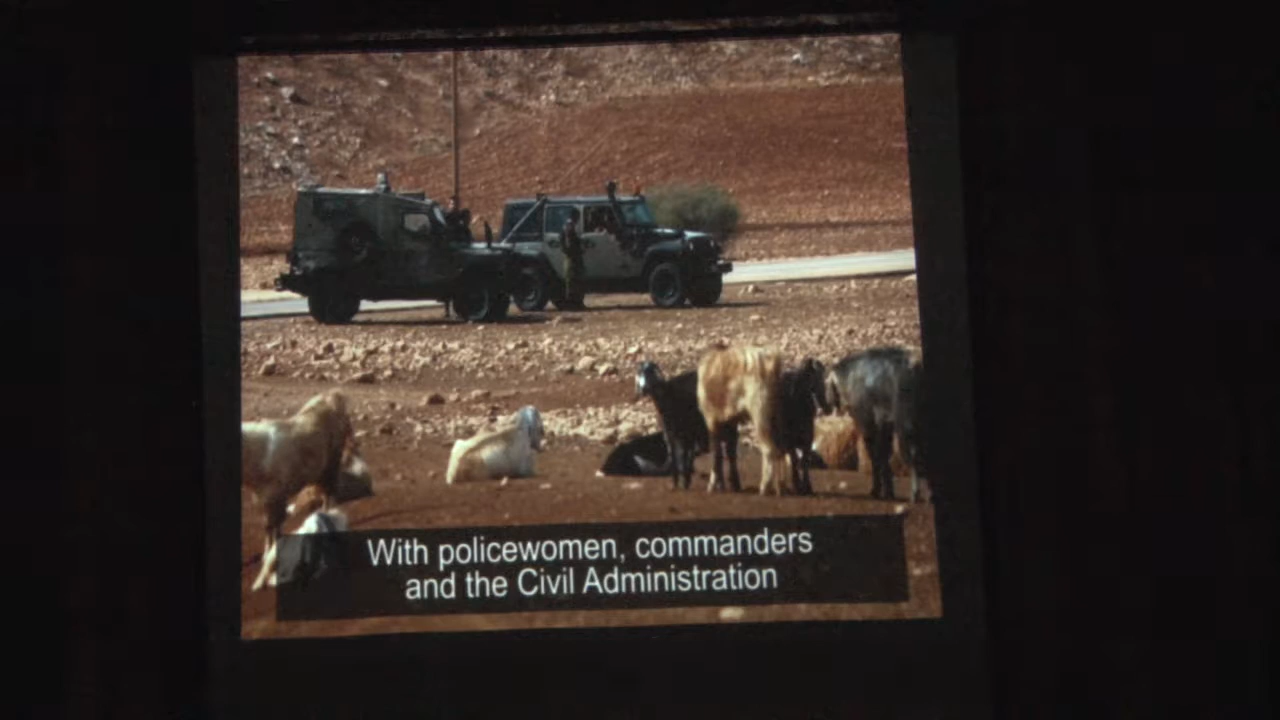 With policewomen, commanders
and the Civil Administration